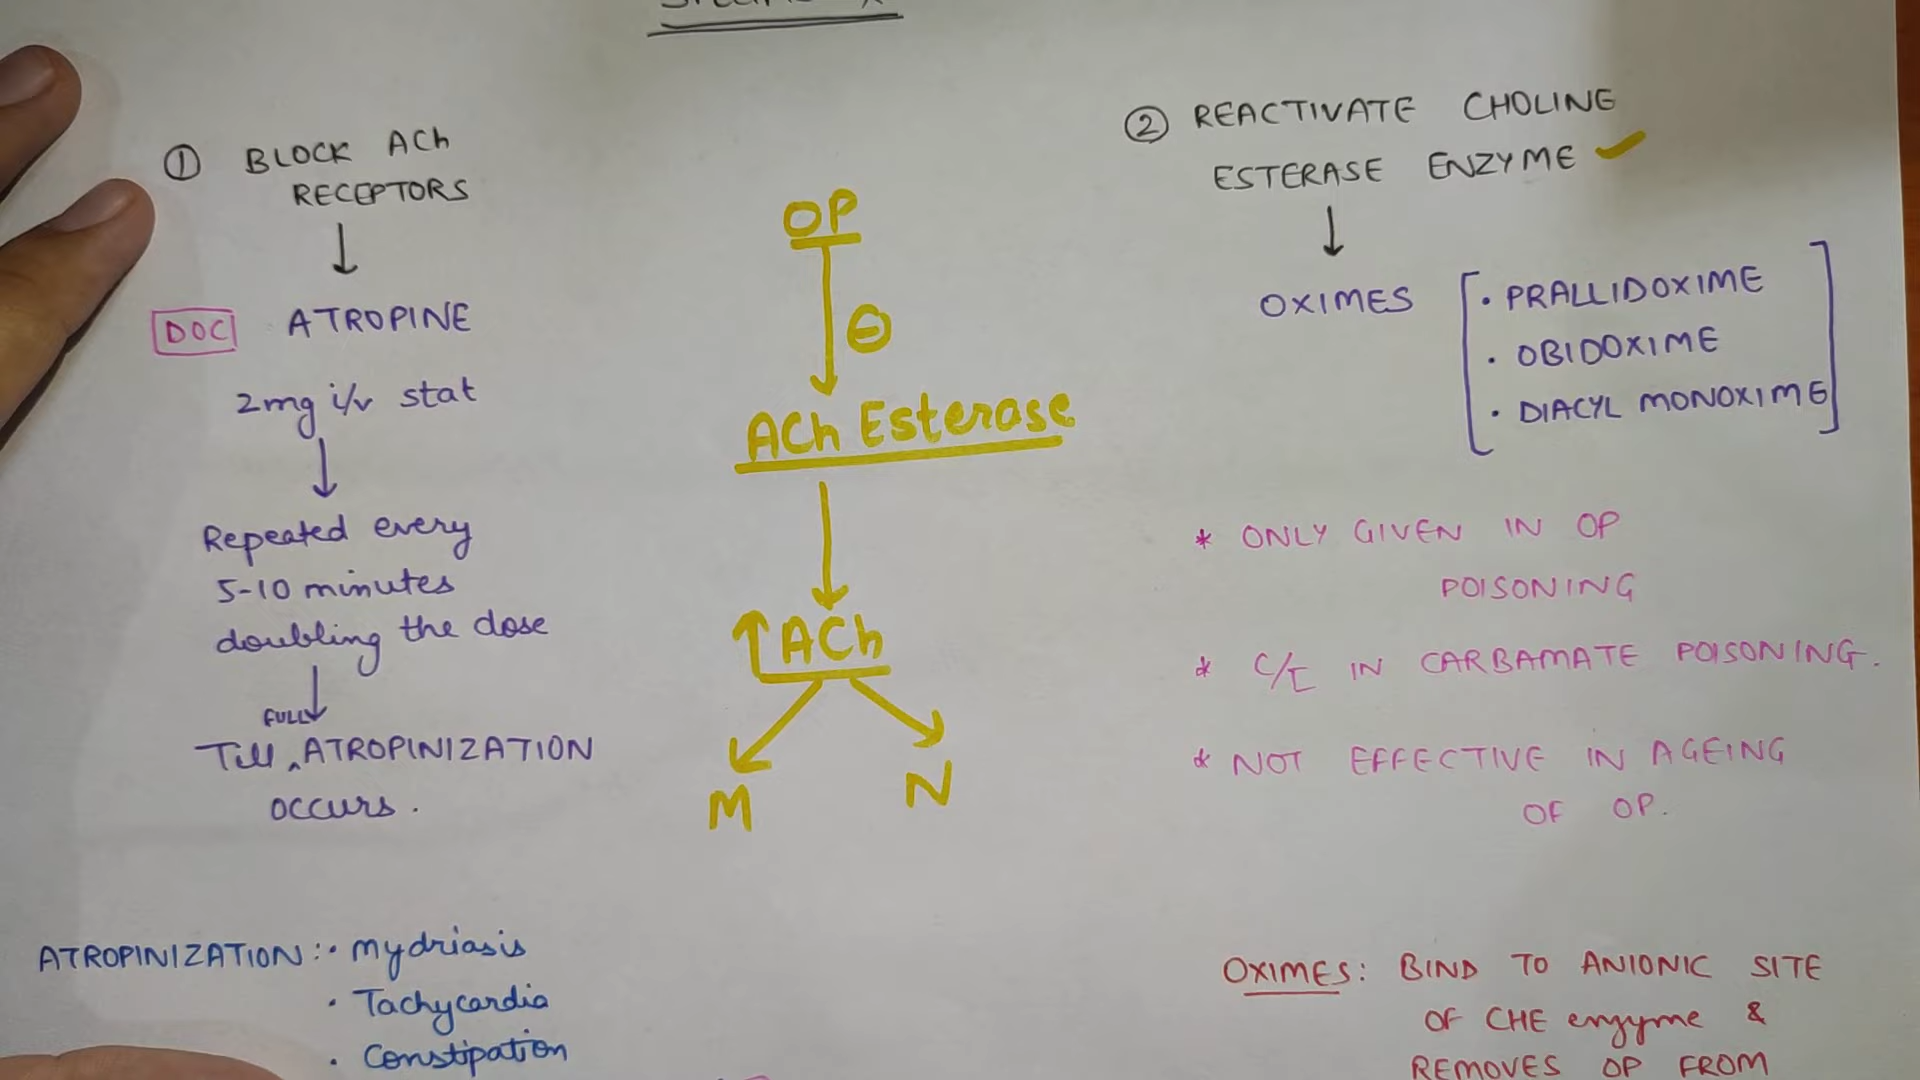 ① BLOCK ACh
RECEPTORS
↓
DOC ATROPINE
2mg i/v stat
↓
Repeated every
5-10 minutes
doubling the dose
↓
FULL
Till ^ ATROPINIZATION
occurs.
ATROPINIZATION: • Mydriasis
• Tachycardia
• Constipation
OP
↓ ⊖
ACh Esterase
↓
↑ACh
M N
② REACTIVATE CHOLINE
ESTERASE ENZYME
↓
OXIMES [ • PRALLIDOXIME
• OBIDOXIME
• DIACYL MONOXIME ]
* ONLY GIVEN IN OP
POISONING
* C/I IN CARBAMATE POISONING.
* NOT EFFECTIVE IN AGEING
OF OP.
OXIMES: BIND TO ANIONIC SITE
OF CHE enzyme &
REMOVES OP FROM